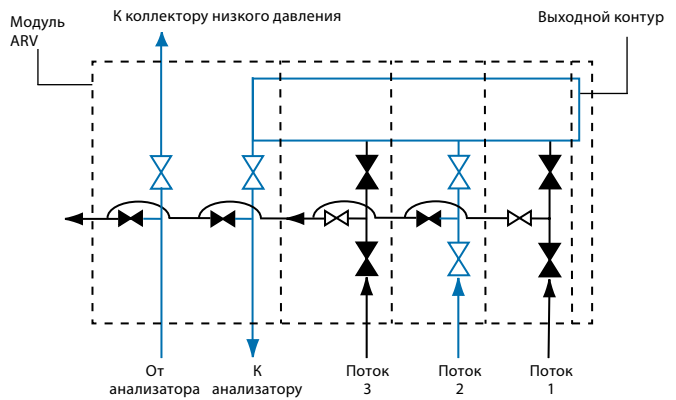 К коллектору низкого давления
Выходной контур
Модуль
ARV
От
анализатора
К
анализатору
Поток
3
Поток
2
Поток
1